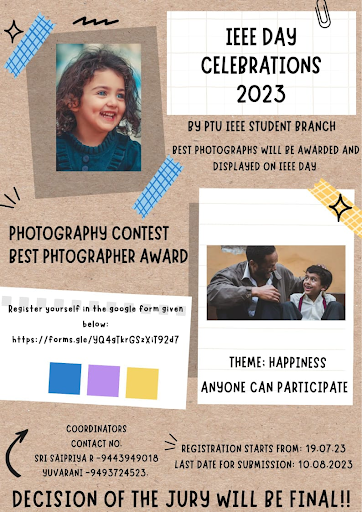 IEEE DAY
CELEBRATIONS
2023
BY PTU IEEE STUDENT BRANCH
BEST PHOTOGRAPHS WILL BE AWARDED AND
DISPLAYED ON IEEE DAY
PHOTOGRAPHY CONTEST
BEST PHTOGRAPHER AWARD
Register yourself in the google form given
below:
https://forms.gle/YQ4gTkrGSzXiT92d7
THEME: HAPPINESS
ANYONE CAN PARTICIPATE
COORDINATORS
CONTACT NO:
SRI SAIPRIYA R -9443949018
YUVARANI -9493724523.
REGISTRATION STARTS FROM: 19.07.23
LAST DATE FOR SUBMISSION: 10.08.2023
DECISION OF THE JURY WILL BE FINAL!!